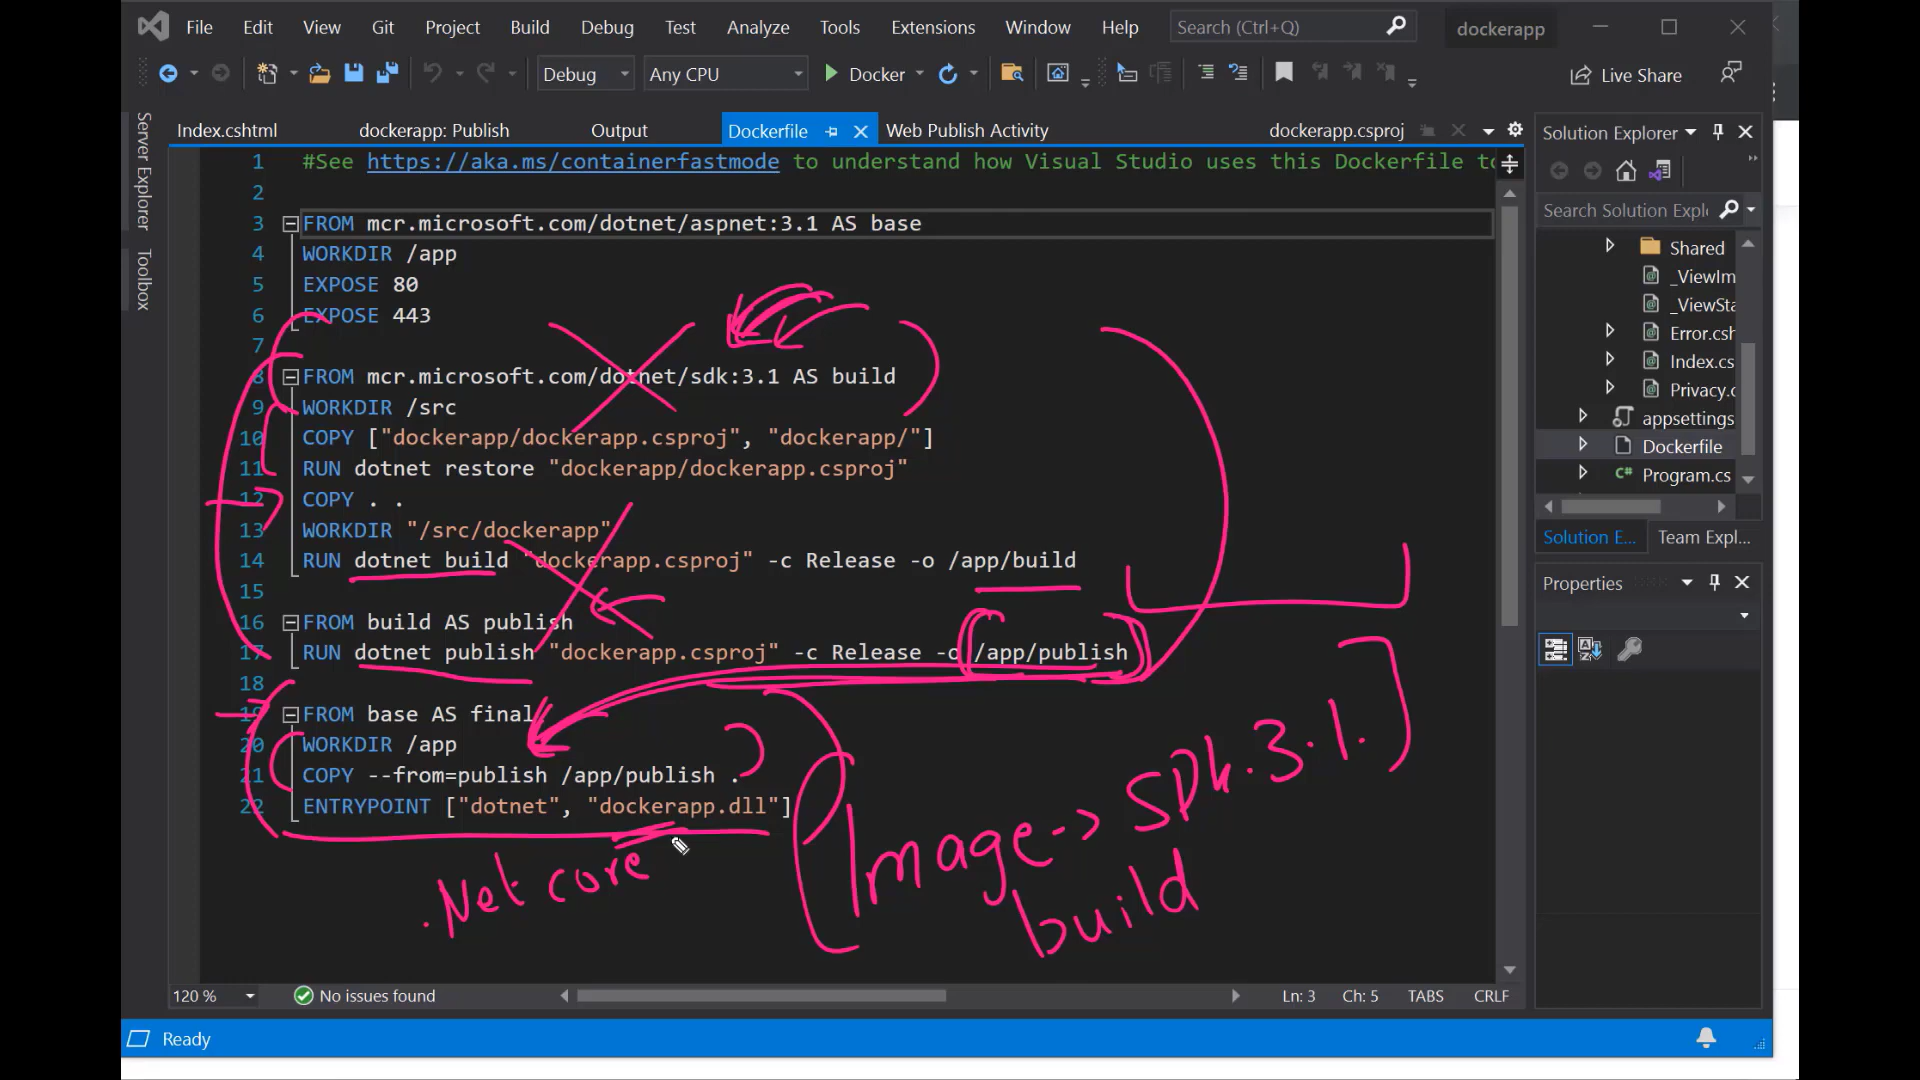 File Edit View Git Project Build Debug Test Analyze Tools Extensions Window Help Search (Ctrl+Q) dockerapp
Debug Any CPU Docker Live Share
Server Explorer
Toolbox
Index.cshtml dockerapp: Publish Output Dockerfile Web Publish Activity dockerapp.csproj
1 #See https://aka.ms/containerfastmode to understand how Visual Studio uses this Dockerfile to
2
3 FROM mcr.microsoft.com/dotnet/aspnet:3.1 AS base
4 WORKDIR /app
5 EXPOSE 80
6 EXPOSE 443
7
8 FROM mcr.microsoft.com/dotnet/sdk:3.1 AS build
9 WORKDIR /src
10 COPY ["dockerapp/dockerapp.csproj", "dockerapp/"]
11 RUN dotnet restore "dockerapp/dockerapp.csproj"
12 COPY . .
13 WORKDIR "/src/dockerapp"
14 RUN dotnet build "dockerapp.csproj" -c Release -o /app/build
15
16 FROM build AS publish
17 RUN dotnet publish "dockerapp.csproj" -c Release -o /app/publish
18
19 FROM base AS final
20 WORKDIR /app
21 COPY --from=publish /app/publish .
22 ENTRYPOINT ["dotnet", "dockerapp.dll"]
.Net core
Image -> SDK.3.1.
build
Solution Explorer
Search Solution Explo
Shared
_ViewIm
_ViewSta
Error.csh
Index.cs
Privacy.c
appsettings
Dockerfile
Program.cs
Solution E... Team Expl...
Properties
120 % No issues found Ln: 3 Ch: 5 TABS CRLF
Ready